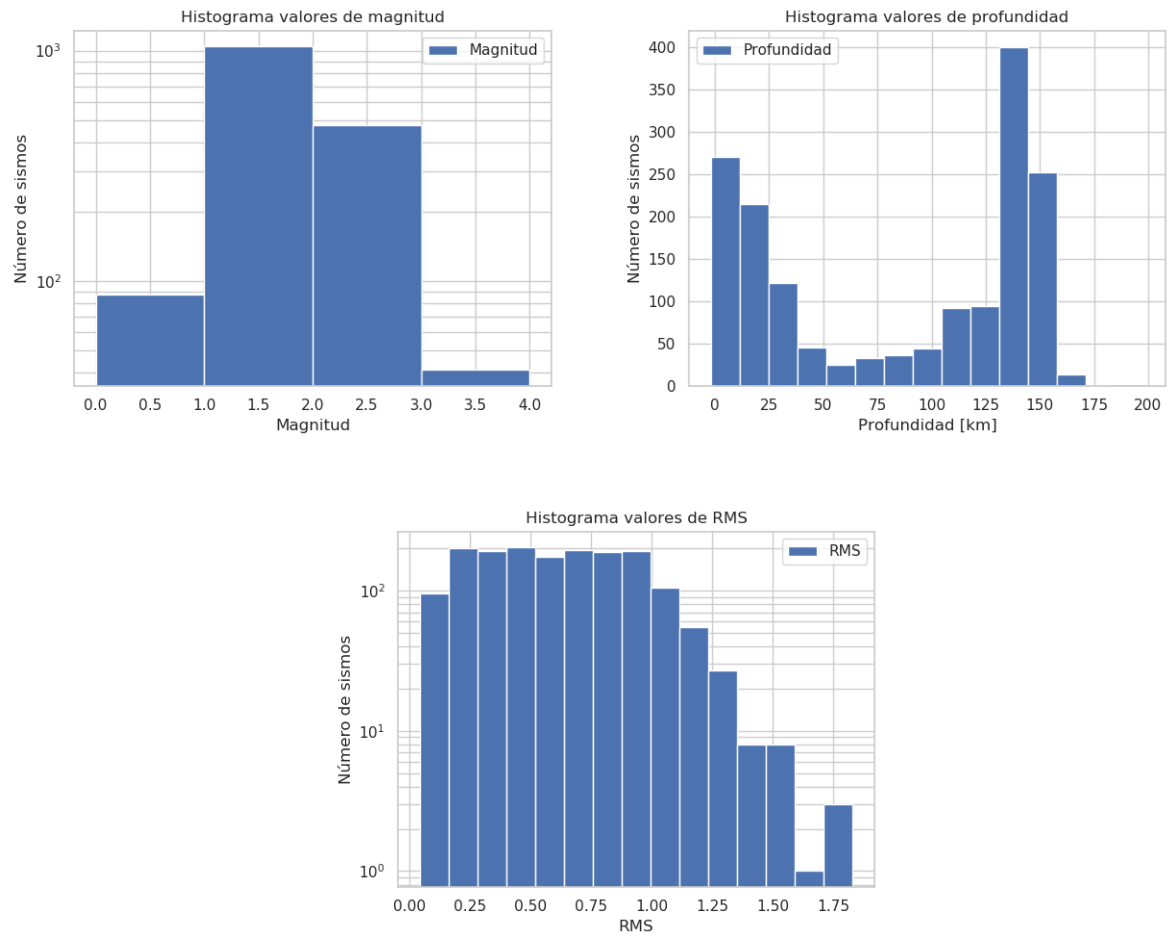 Histograma valores de magnitud
Magnitud
10³
10²
Número de sismos
0.0 0.5 1.0 1.5 2.0 2.5 3.0 3.5 4.0
Magnitud
Histograma valores de profundidad
Profundidad
400
350
300
250
200
150
100
50
0
Número de sismos
0 25 50 75 100 125 150 175 200
Profundidad [km]
Histograma valores de RMS
RMS
10²
10¹
10⁰
Número de sismos
0.00 0.25 0.50 0.75 1.00 1.25 1.50 1.75
RMS